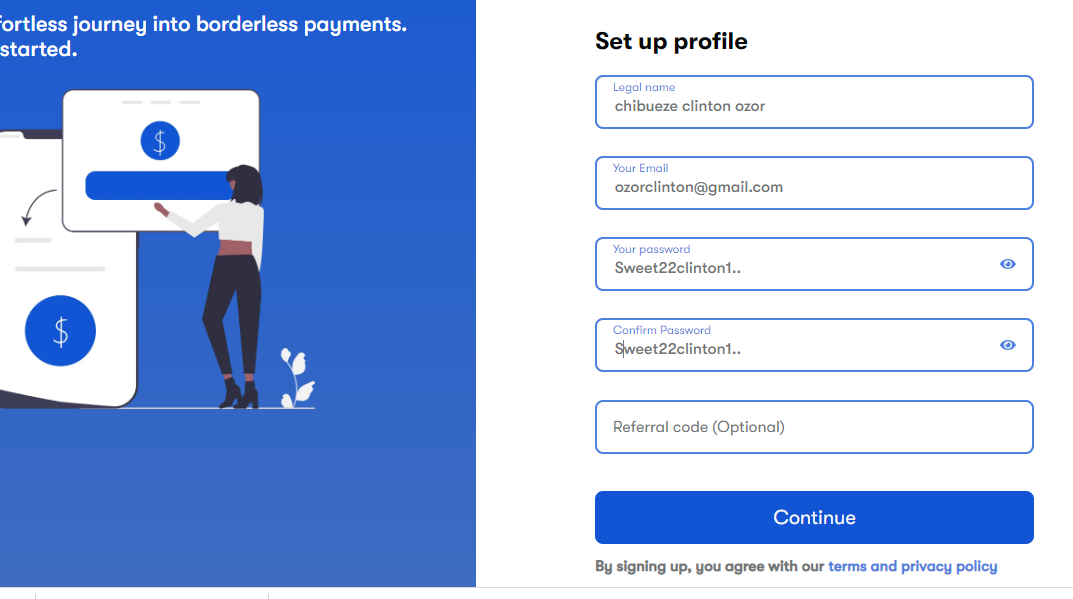 fortless journey into borderless payments.
started.
$
$
Set up profile
Legal name
chibueze clinton ozor
Your Email
ozorclinton@gmail.com
Your password
Sweet22clinton1..
Confirm Password
Sweet22clinton1..
Referral code (Optional)
Continue
By signing up, you agree with our terms and privacy policy